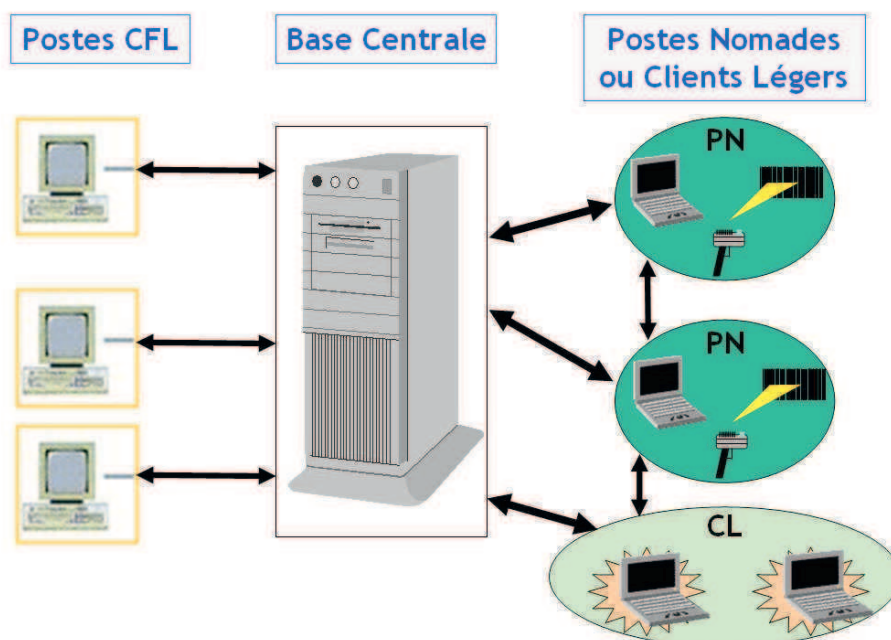 Postes CFL
Base Centrale
Postes Nomades
ou Clients Légers
PN
PN
CL